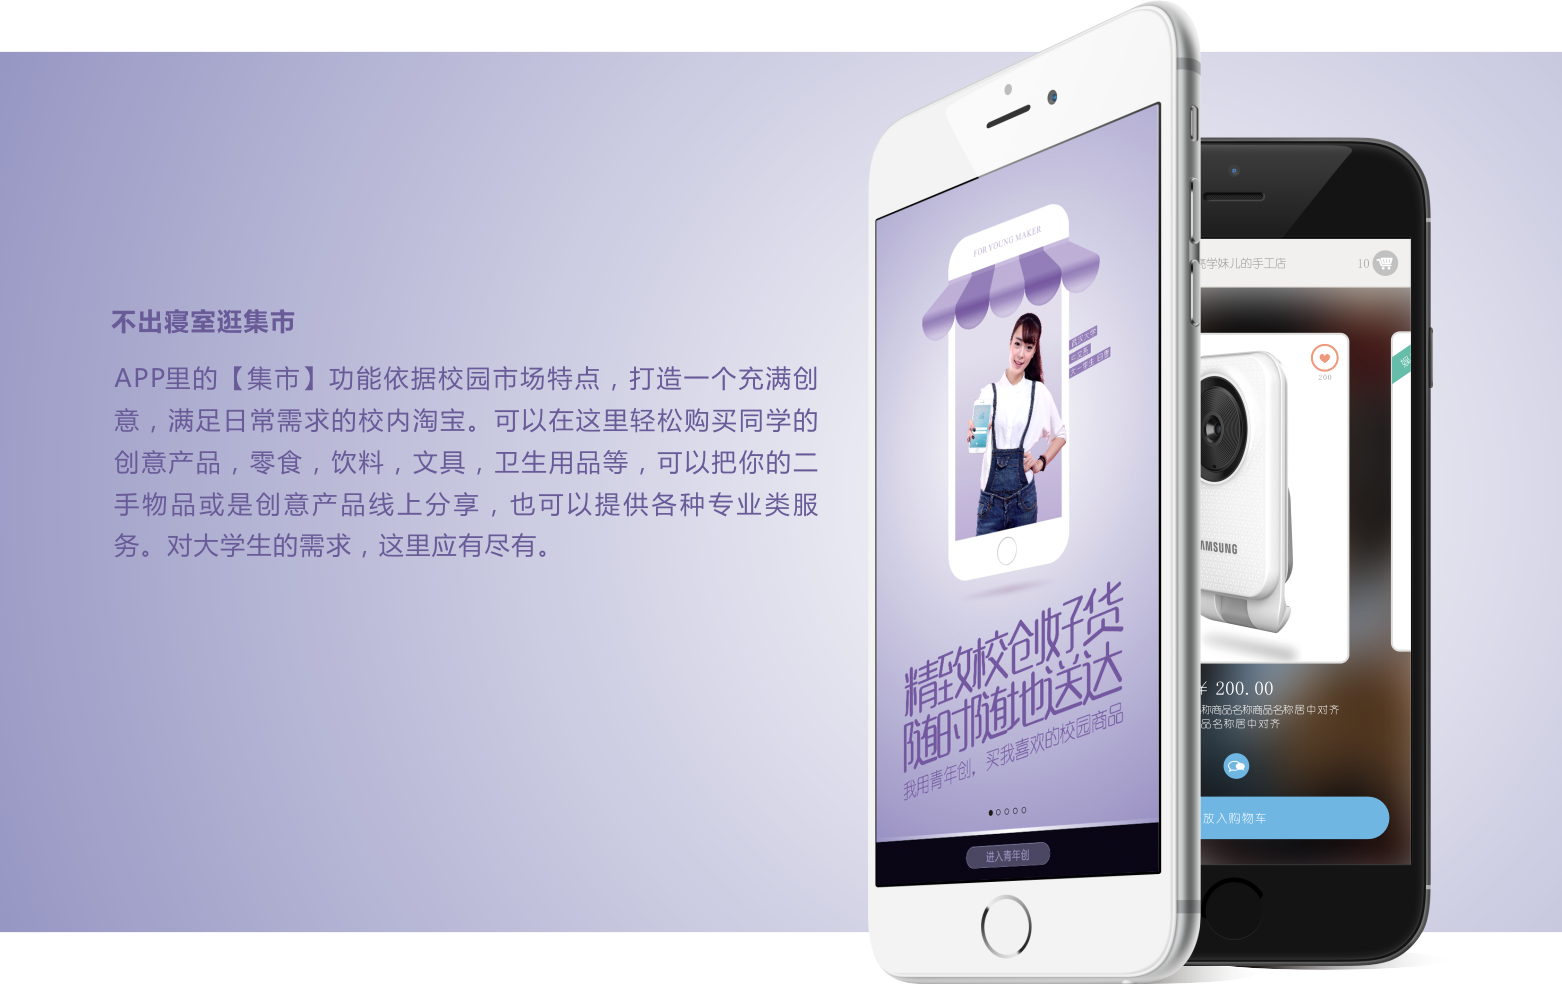 不出寝室逛集市
APP里的【集市】功能依据校园市场特点，打造一个充满创
意，满足日常需求的校内淘宝。可以在这里轻松购买同学的
创意产品，零食，饮料，文具，卫生用品等，可以把你的二
手物品或是创意产品线上分享，也可以提供各种专业类服
务。对大学生的需求，这里应有尽有。
FOR YOUNG MAKER
精致校创收好货
随时随地送达
我用青年创，买我喜欢的校园商品
进入青年创
学妹儿的手工店
10
200
AMSUNG
¥ 200.00
称商品名称商品名称居中对齐
品名称居中对齐
放入购物车